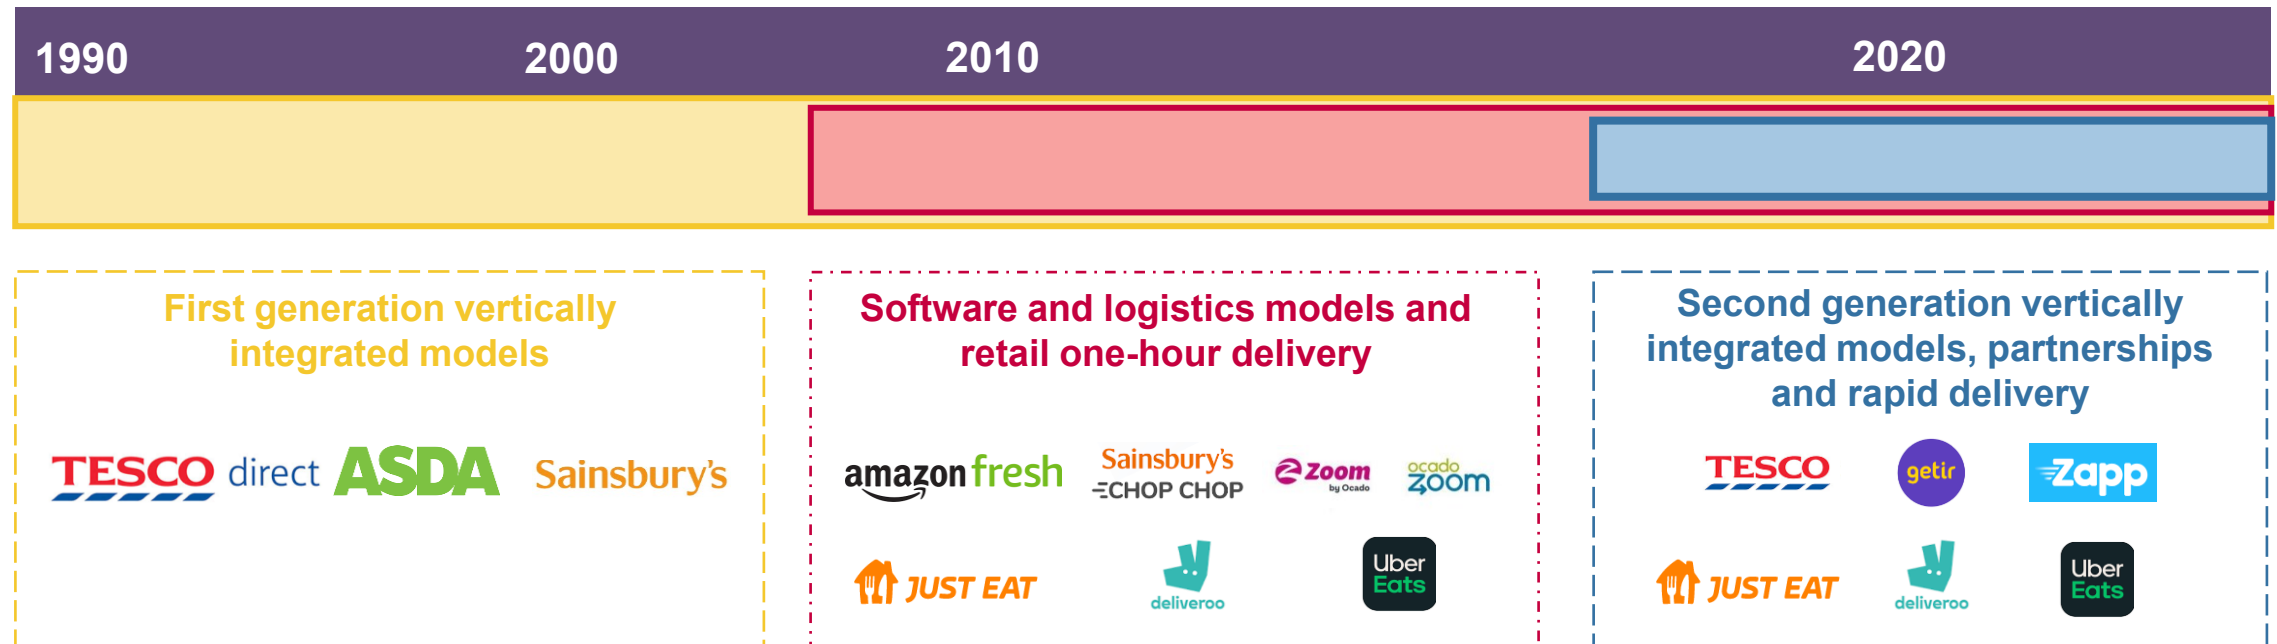 1990 2000 2010 2020
First generation vertically
integrated models
TESCO direct ASDA Sainsbury's
Software and logistics models and
retail one-hour delivery
amazon fresh
Sainsbury's
CHOP CHOP
Zoom
by Ocado
ocado
zoom
JUST EAT
deliveroo
Uber
Eats
Second generation vertically
integrated models, partnerships
and rapid delivery
TESCO
getir
Zapp
JUST EAT
deliveroo
Uber
Eats